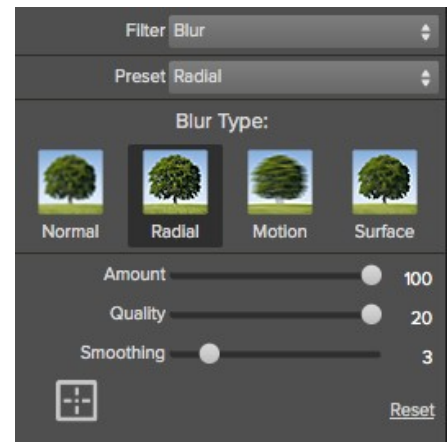 Filter Blur
Preset Radial
Blur Type:
Normal Radial Motion Surface
Amount 100
Quality 20
Smoothing 3
Reset